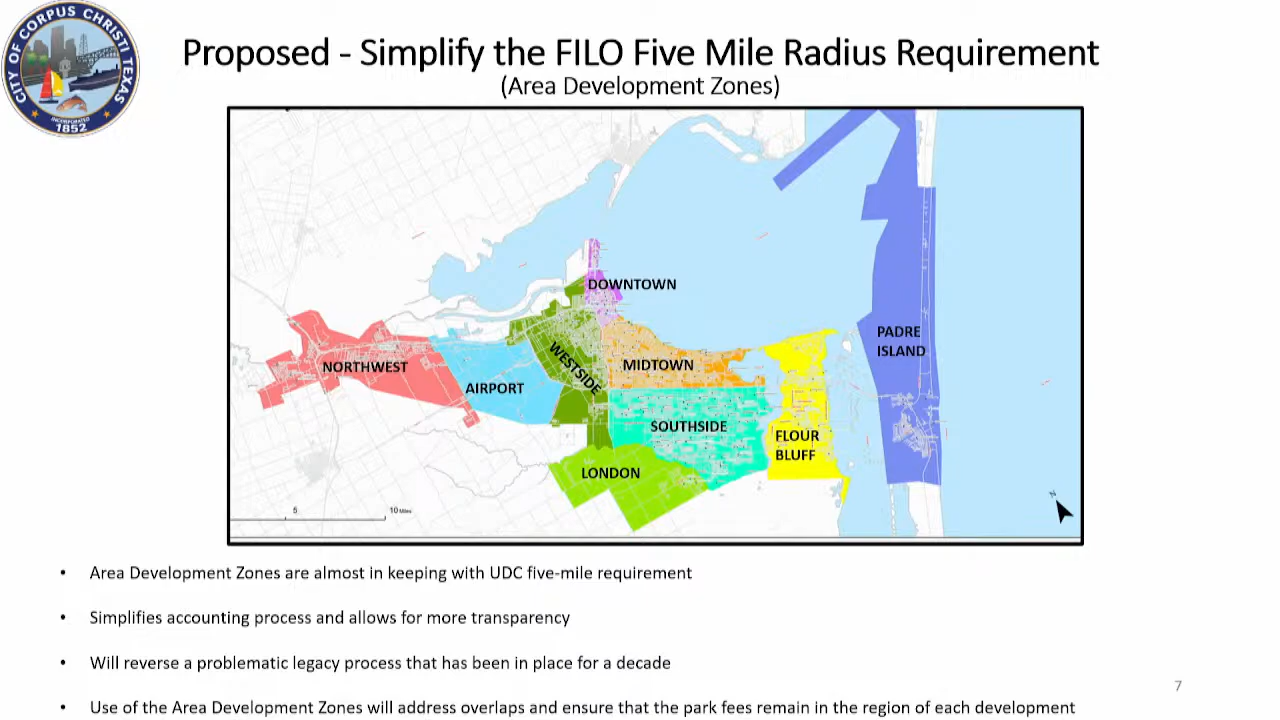 CITY OF CORPUS CHRISTI TEXAS
INCORPORATED
1852
Proposed - Simplify the FILO Five Mile Radius Requirement
(Area Development Zones)
DOWNTOWN
PADRE
ISLAND
NORTHWEST
WESTSIDE
MIDTOWN
AIRPORT
SOUTHSIDE
FLOUR
BLUFF
LONDON
N
5
10 Miles
• Area Development Zones are almost in keeping with UDC five-mile requirement
• Simplifies accounting process and allows for more transparency
• Will reverse a problematic legacy process that has been in place for a decade
7
• Use of the Area Development Zones will address overlaps and ensure that the park fees remain in the region of each development